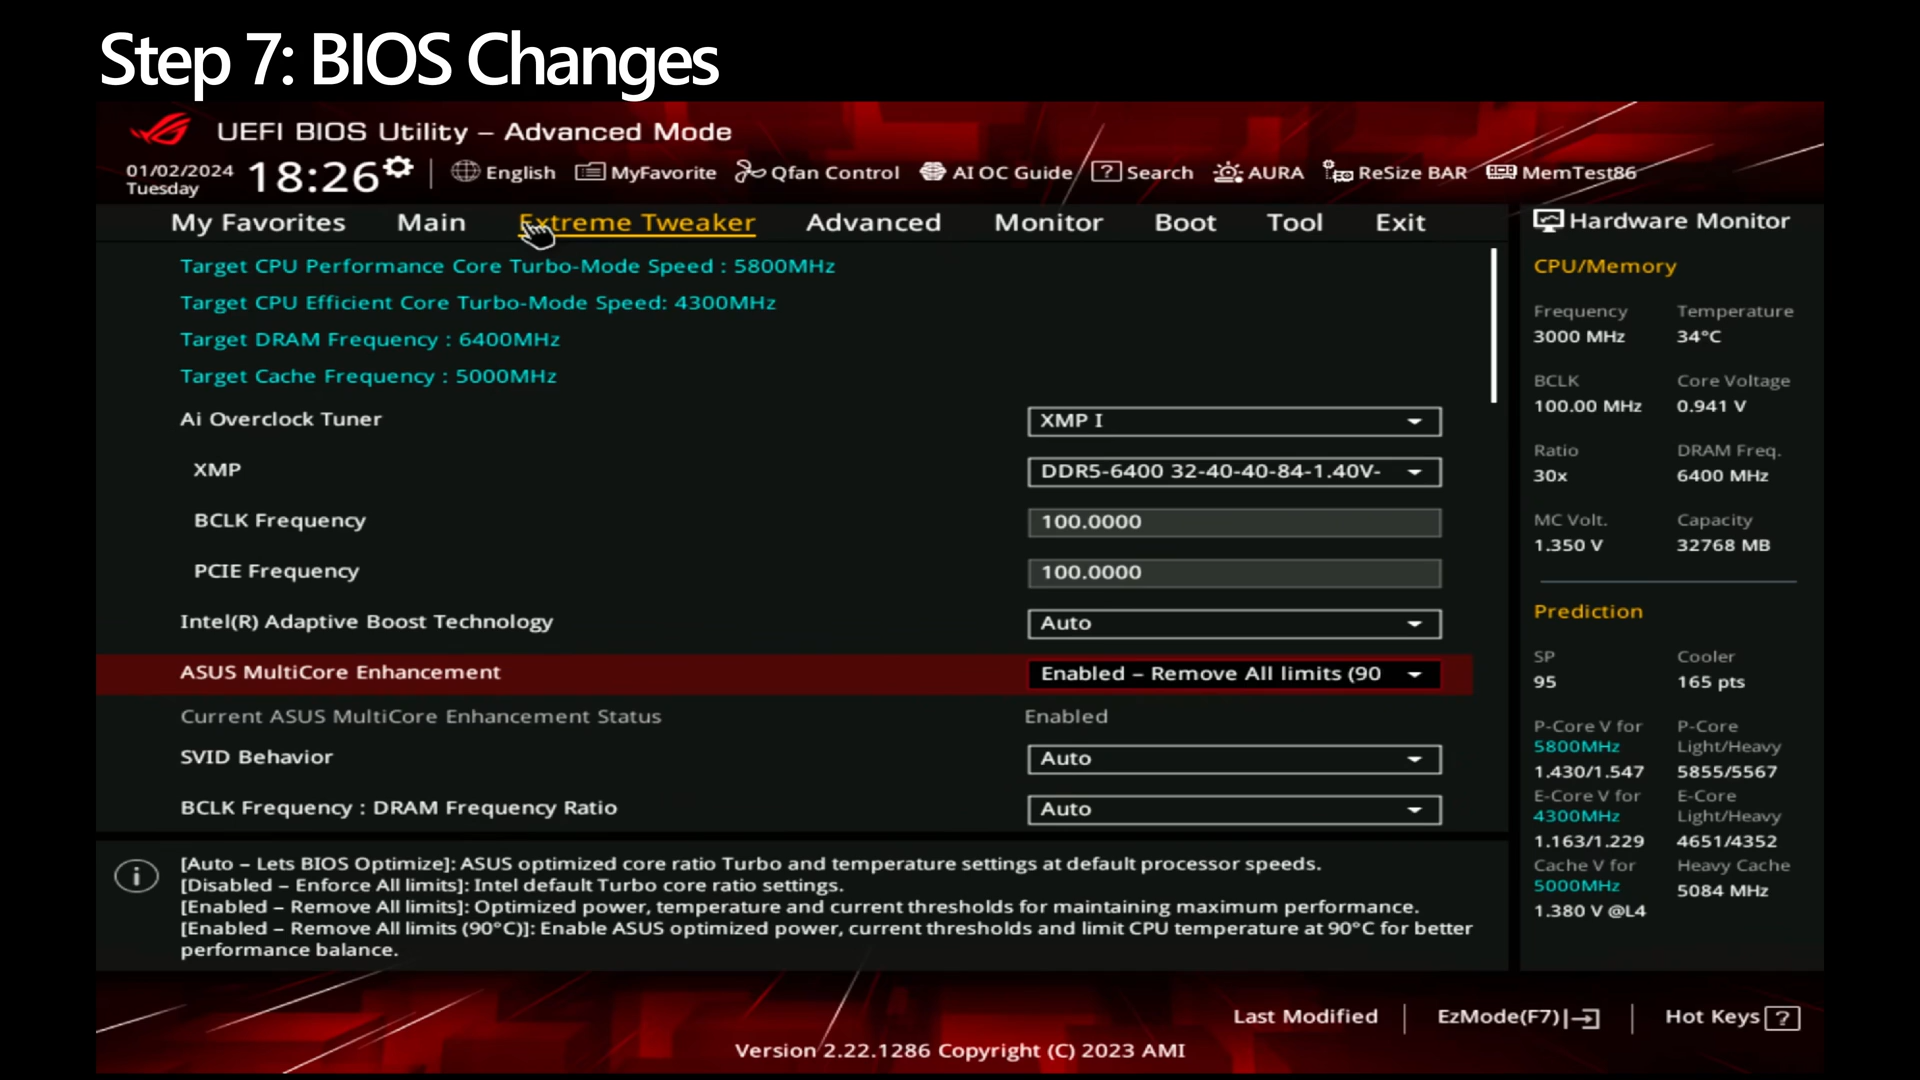 Step 7: BIOS Changes
UEFI BIOS Utility – Advanced Mode
01/02/2024
Tuesday
18:26
English
MyFavorite
Qfan Control
AI OC Guide
? Search
AURA
ReSize BAR
MemTest86
My Favorites
Main
Extreme Tweaker
Advanced
Monitor
Boot
Tool
Exit
Target CPU Performance Core Turbo-Mode Speed : 5800MHz
Target CPU Efficient Core Turbo-Mode Speed: 4300MHz
Target DRAM Frequency : 6400MHz
Target Cache Frequency : 5000MHz
Ai Overclock Tuner XMP I
XMP DDR5-6400 32-40-40-84-1.40V-
BCLK Frequency 100.0000
PCIE Frequency 100.0000
Intel(R) Adaptive Boost Technology Auto
ASUS MultiCore Enhancement Enabled – Remove All limits (90
Current ASUS MultiCore Enhancement Status Enabled
SVID Behavior Auto
BCLK Frequency : DRAM Frequency Ratio Auto
[Auto – Lets BIOS Optimize]: ASUS optimized core ratio Turbo and temperature settings at default processor speeds.
[Disabled – Enforce All limits]: Intel default Turbo core ratio settings.
[Enabled – Remove All limits]: Optimized power, temperature and current thresholds for maintaining maximum performance.
[Enabled – Remove All limits (90°C)]: Enable ASUS optimized power, current thresholds and limit CPU temperature at 90°C for better
performance balance.
Hardware Monitor
CPU/Memory
Frequency Temperature
3000 MHz 34°C
BCLK Core Voltage
100.00 MHz 0.941 V
Ratio DRAM Freq.
30x 6400 MHz
MC Volt. Capacity
1.350 V 32768 MB
Prediction
SP Cooler
95 165 pts
P-Core V for P-Core
5800MHz Light/Heavy
1.430/1.547 5855/5567
E-Core V for E-Core
4300MHz Light/Heavy
1.163/1.229 4651/4352
Cache V for Heavy Cache
5000MHz 5084 MHz
1.380 V @L4
Last Modified
EzMode(F7)
Hot Keys ?
Version 2.22.1286 Copyright (C) 2023 AMI